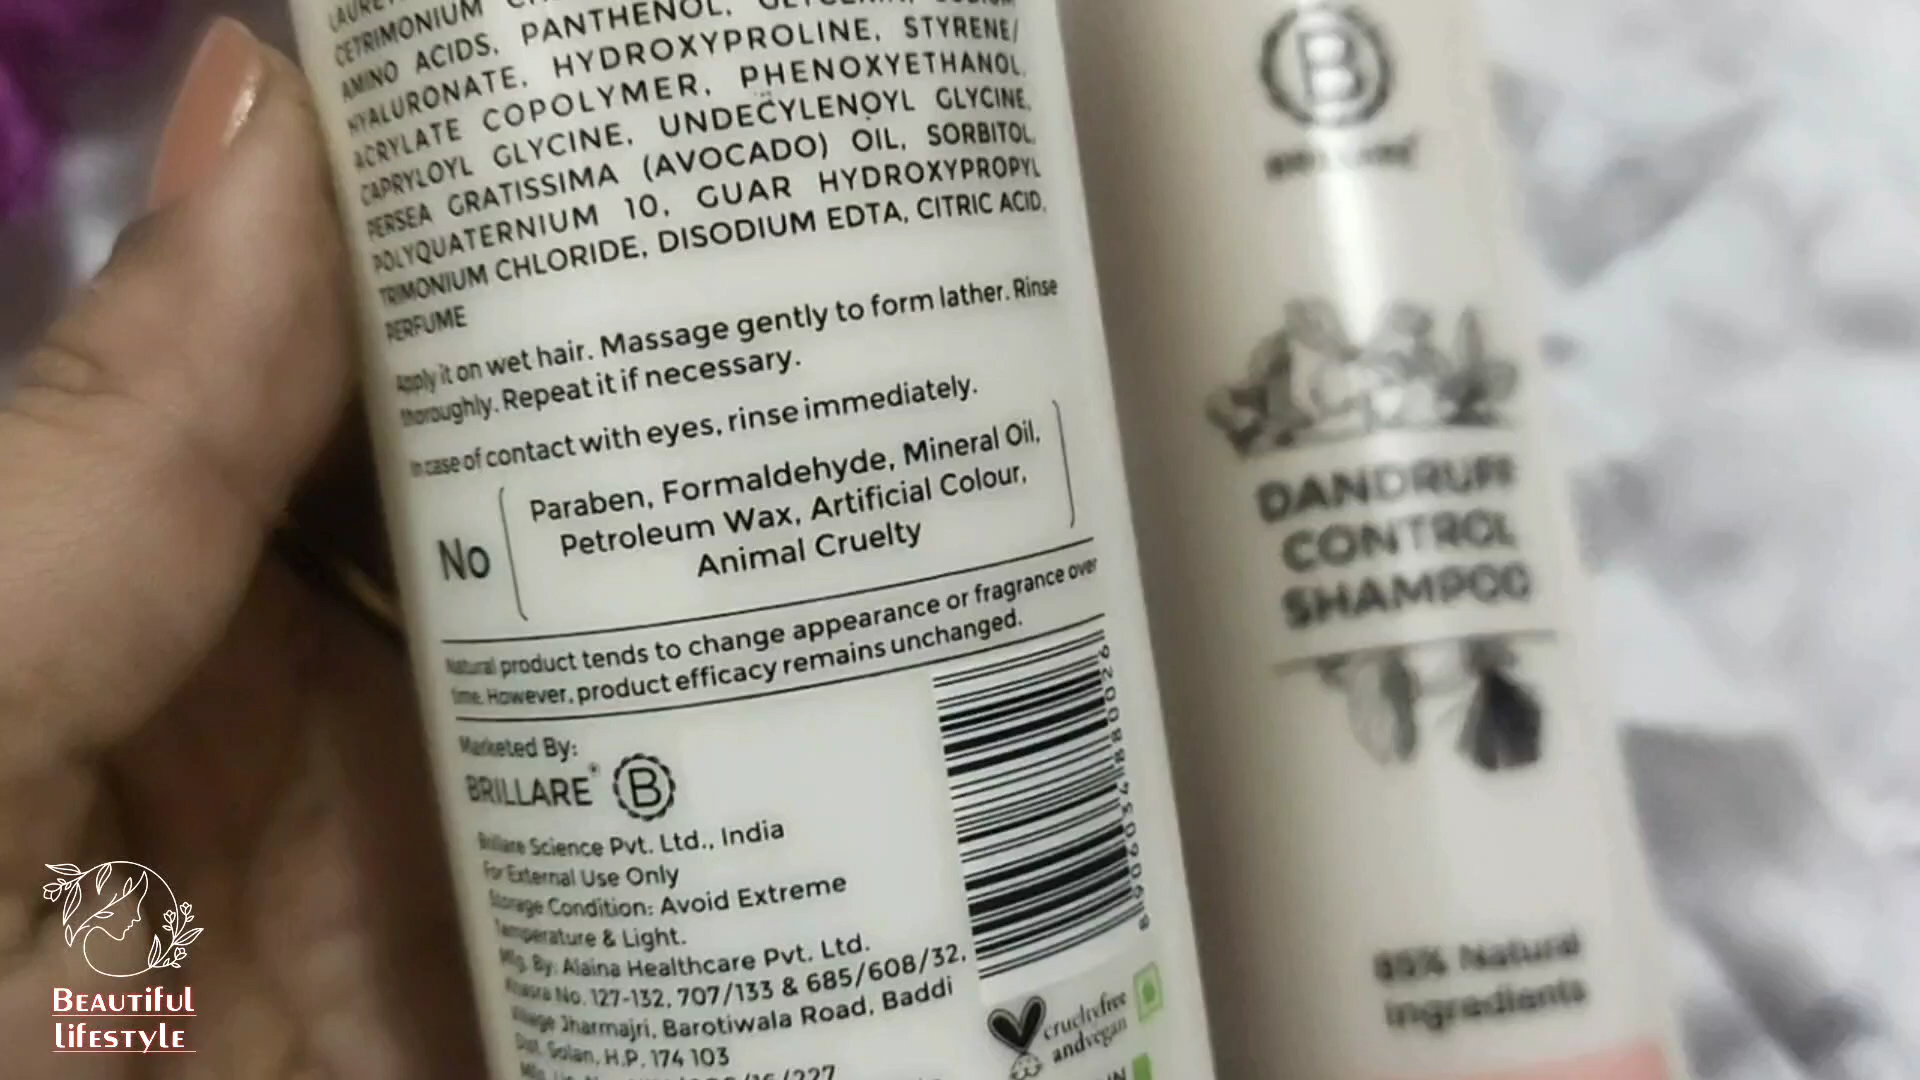 CETRIMONIUM
AMINO ACIDS, PANTHENOL,
HYALURONATE, HYDROXYPROLINE, STYRENE/
ACRYLATE COPOLYMER, PHENOXYETHANOL,
CAPRYLOYL GLYCINE, UNDECYLENOYL GLYCINE,
PERSEA GRATISSIMA (AVOCADO) OIL, SORBITOL,
POLYQUATERNIUM 10, GUAR HYDROXYPROPYL
TRIMONIUM CHLORIDE, DISODIUM EDTA, CITRIC ACID,
PERFUME
Apply it on wet hair. Massage gently to form lather. Rinse
thoroughly. Repeat it if necessary.
In case of contact with eyes, rinse immediately.
No
Paraben, Formaldehyde, Mineral Oil,
Petroleum Wax, Artificial Colour,
Animal Cruelty
Natural product tends to change appearance or fragrance over
time. However, product efficacy remains unchanged.
Marketed By:
BRILLARE® B
Brillare Science Pvt. Ltd., India
For External Use Only
Storage Condition: Avoid Extreme
Temperature & Light.
Mfg. By: Alaina Healthcare Pvt. Ltd.
Khasra No. 127-132, 707/133 & 685/608/32,
Village Jharmajri, Barotiwala Road, Baddi
Dist. Solan, H.P. 174 103
crueltyfree
andvegan
B
DANDRUFF
CONTROL
SHAMPOO
Natural
Ingredients
BEAUTIFUL
LIFESTYLE